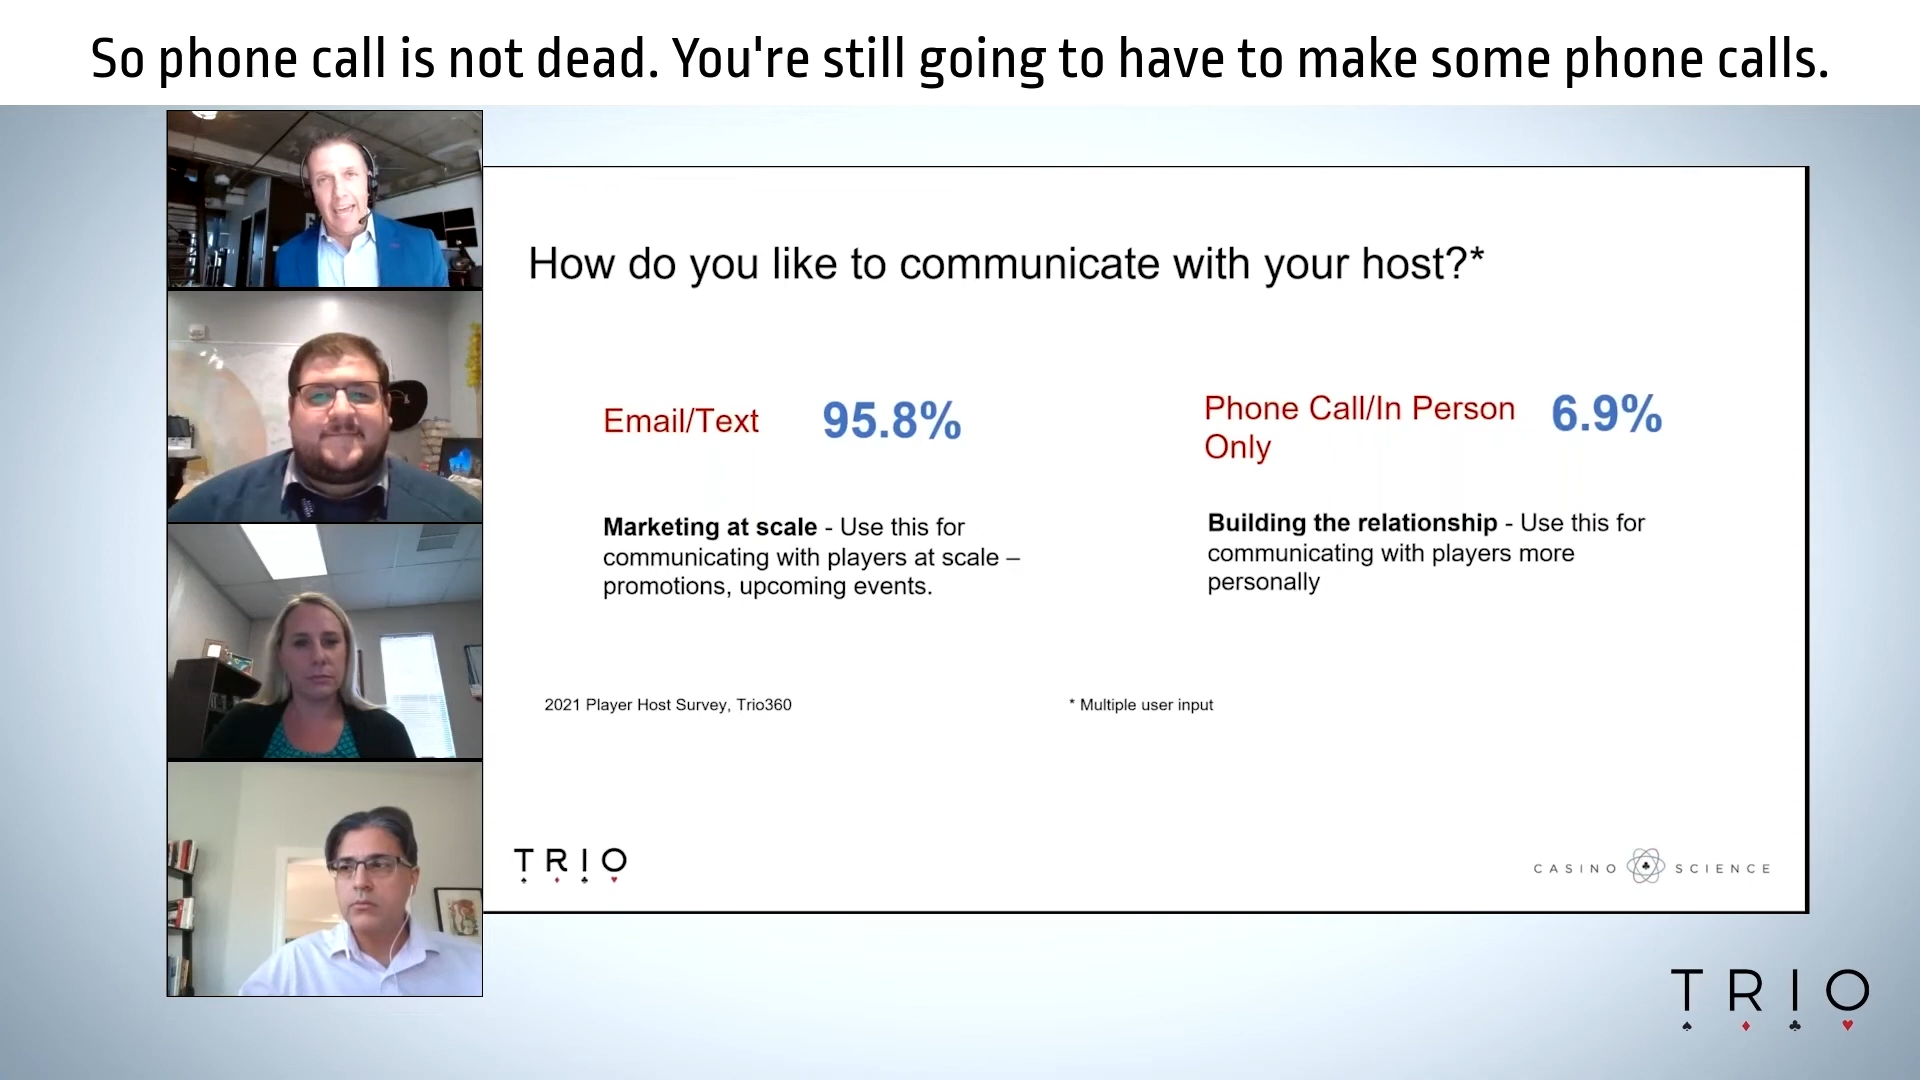 So phone call is not dead. You're still going to have to make some phone calls.
How do you like to communicate with your host?*
Email/Text 95.8%
Phone Call/In Person 6.9%
Only
Marketing at scale - Use this for
communicating with players at scale –
promotions, upcoming events.
Building the relationship - Use this for
communicating with players more
personally
2021 Player Host Survey, Trio360
* Multiple user input
TRIO
CASINO SCIENCE
TRIO